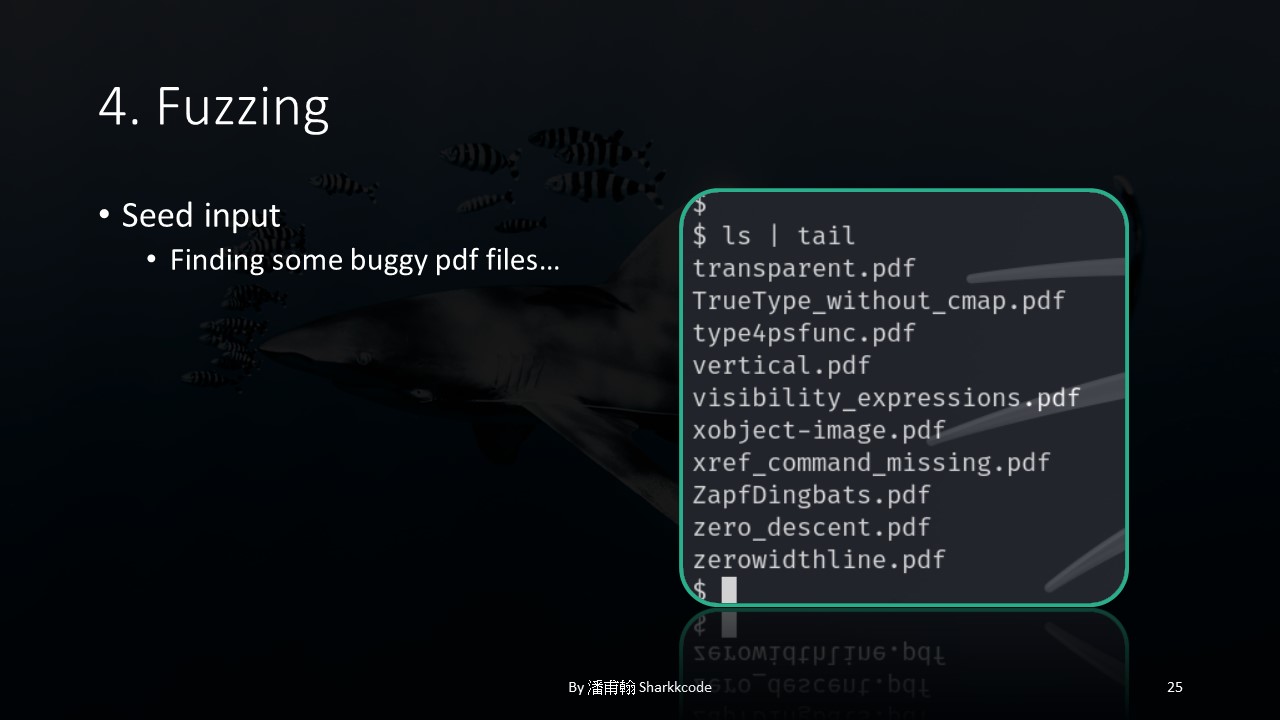 4. Fuzzing
• Seed input
• Finding some buggy pdf files...
$
$ ls | tail
transparent.pdf
TrueType_without_cmap.pdf
type4psfunc.pdf
vertical.pdf
visibility_expressions.pdf
xobject-image.pdf
xref_command_missing.pdf
ZapfDingbats.pdf
zero_descent.pdf
zerowidthline.pdf
$
By 潘甫翰 Sharkkcode
25